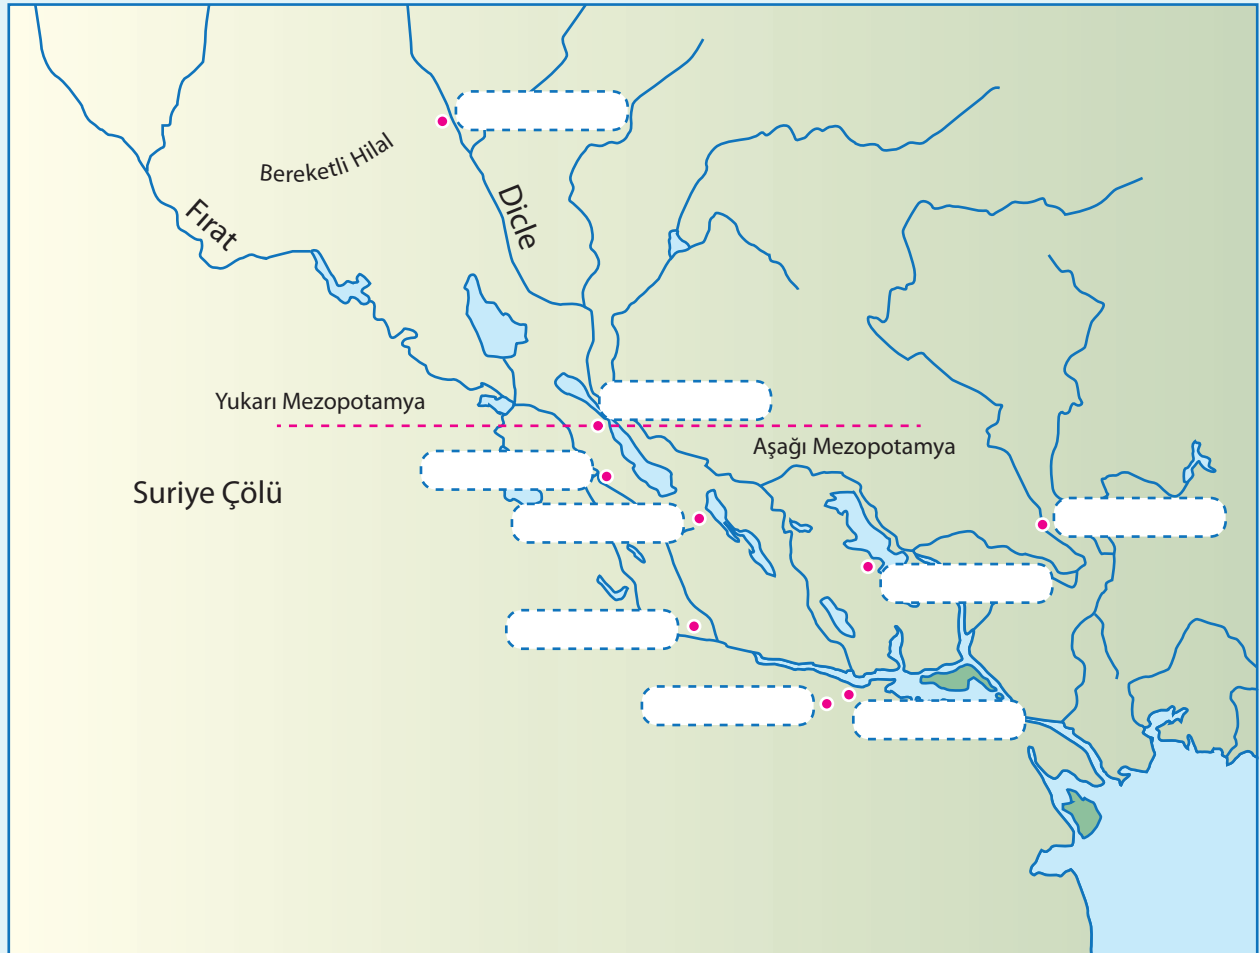 Bereketli Hilal
Fırat
Dicle
Yukarı Mezopotamya
Aşağı Mezopotamya
Suriye Çölü